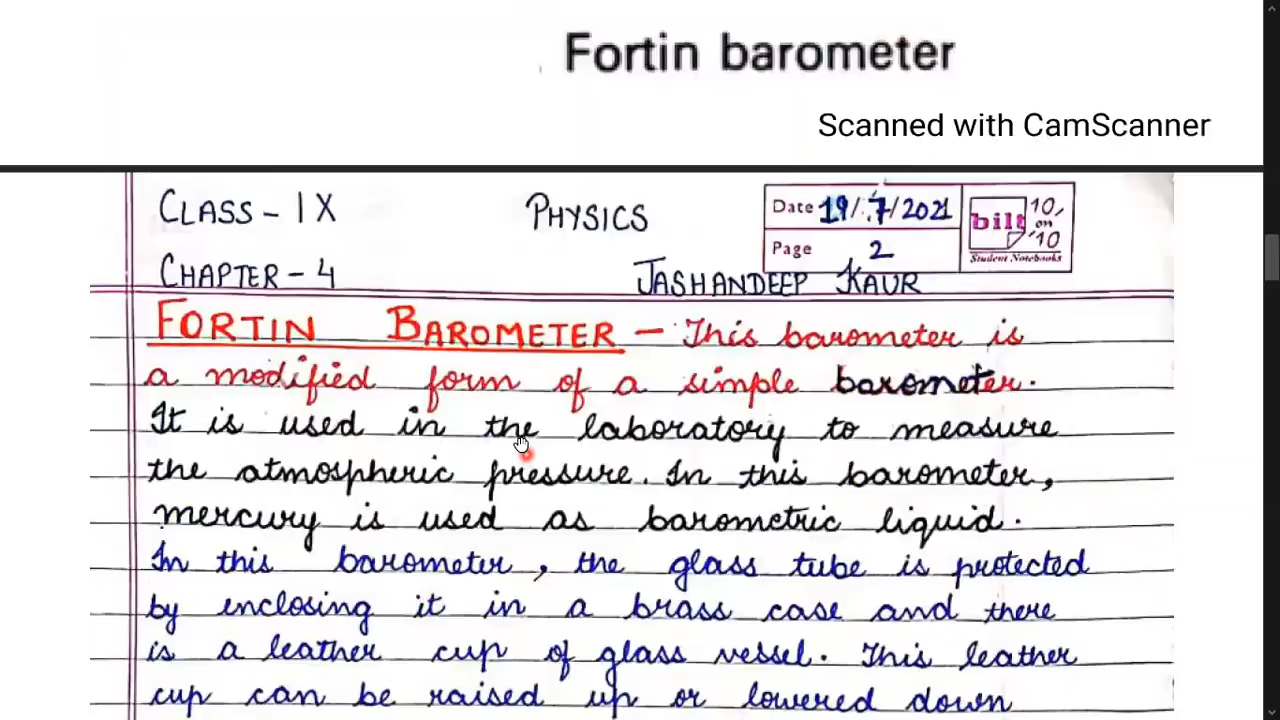 Fortin barometer
Scanned with CamScanner
CLASS - IX PHYSICS Date 19/7/2021 bilt 10 on 10
Page 2 Student Notebooks
CHAPTER - 4 JASHANDEEP KAUR
FORTIN BAROMETER - This barometer is
a modified form of a simple barometer.
It is used in the laboratory to measure
the atmospheric pressure. In this barometer,
mercury is used as barometric liquid.
In this barometer, the glass tube is protected
by enclosing it in a brass case and there
is a leather cup of glass vessel. This leather
cup can be raised up or lowered down